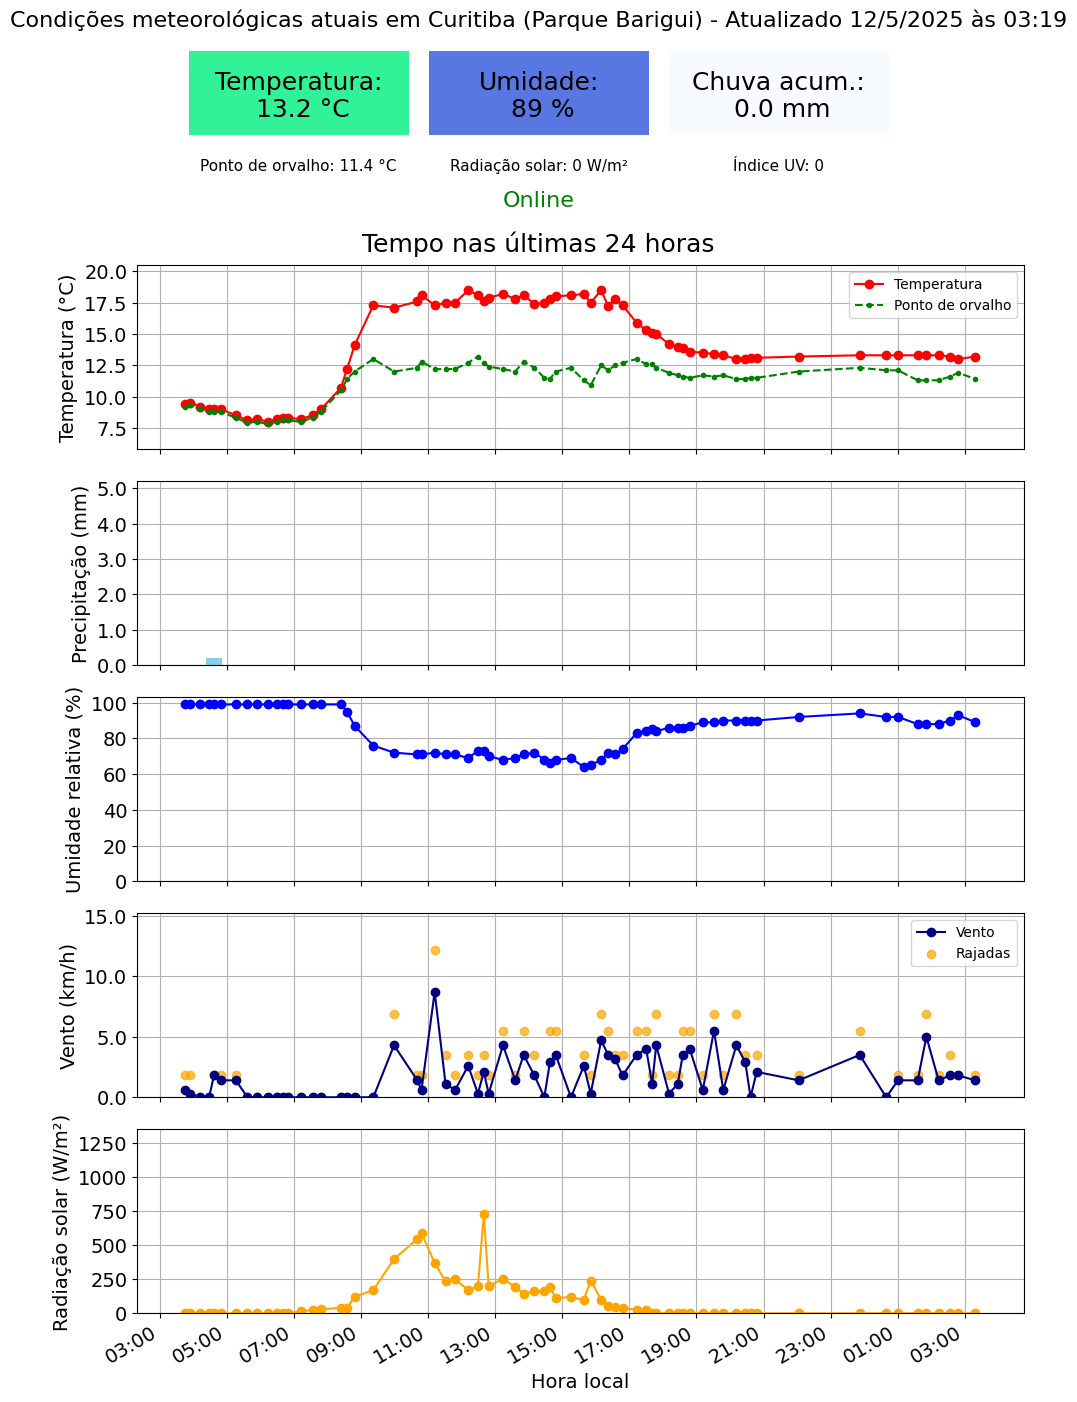 Condições meteorológicas atuais em Curitiba (Parque Barigui) - Atualizado 12/5/2025 às 03:19
Temperatura:
13.2 °C
Umidade:
89 %
Chuva acum.:
0.0 mm
Ponto de orvalho: 11.4 °C
Radiação solar: 0 W/m²
Índice UV: 0
Online
Tempo nas últimas 24 horas
Temperatura (°C)
20.0
17.5
15.0
12.5
10.0
7.5
Temperatura
Ponto de orvalho
Precipitação (mm)
5.0
4.0
3.0
2.0
1.0
0.0
Umidade relativa (%)
100
80
60
40
20
0
Vento (km/h)
15.0
10.0
5.0
0.0
Vento
Rajadas
Radiação solar (W/m²)
1250
1000
750
500
250
0
03:00
05:00
07:00
09:00
11:00
13:00
15:00
17:00
19:00
21:00
23:00
01:00
03:00
Hora local